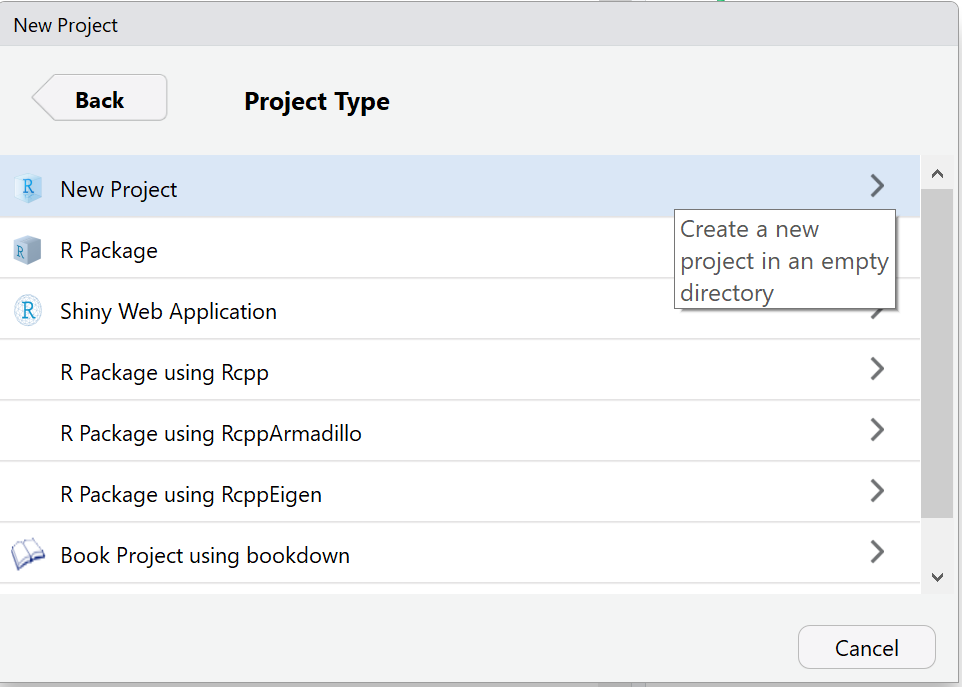 New Project
Back
Project Type
R
New Project
Create a new
project in an empty
directory
R
R Package
R
Shiny Web Application
R Package using Rcpp
R Package using RcppArmadillo
R Package using RcppEigen
Book Project using bookdown
Cancel